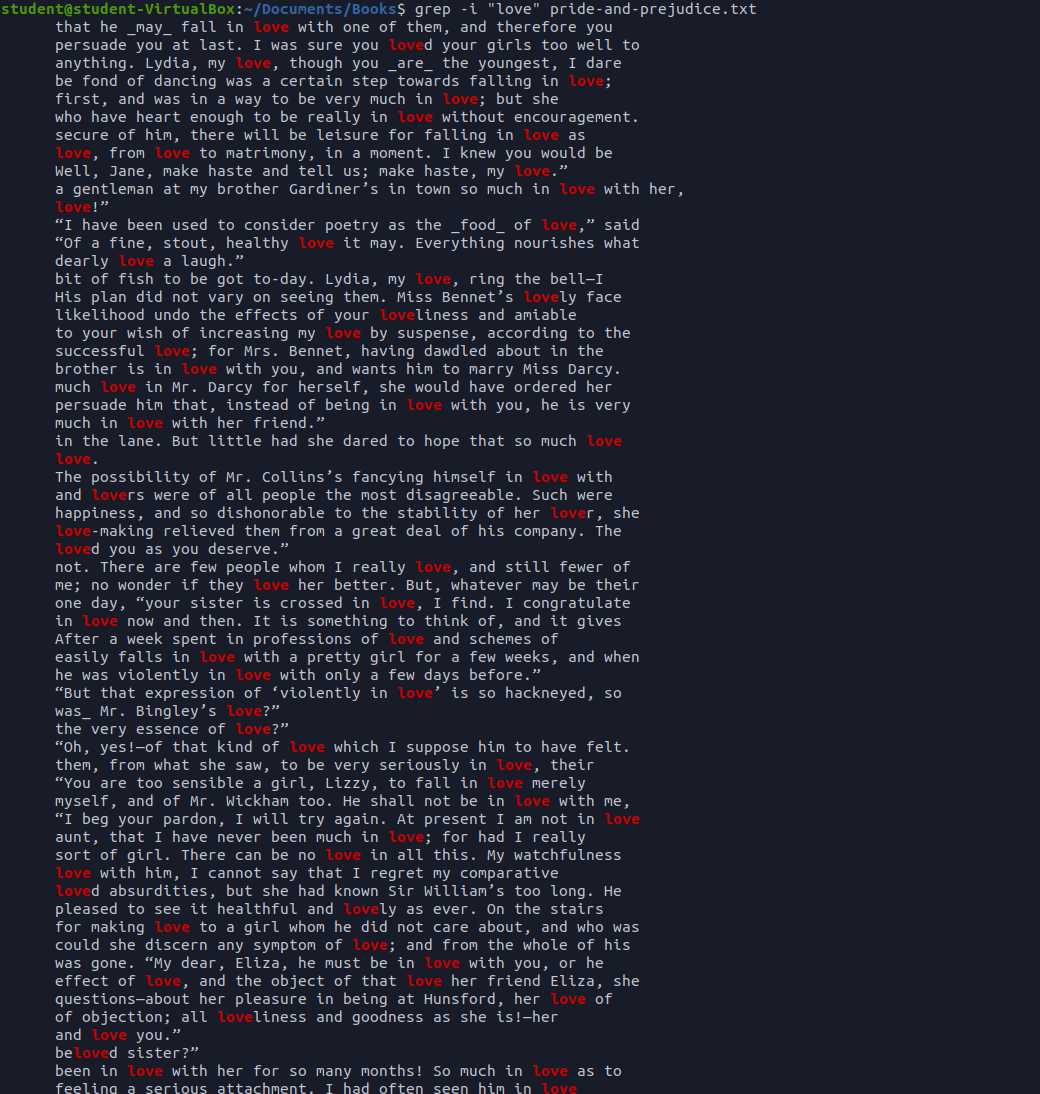 student@student-VirtualBox:~/Documents/Books$ grep -i "love" pride-and-prejudice.txt
that he _may_ fall in love with one of them, and therefore you
persuade you at last. I was sure you loved your girls too well to
anything. Lydia, my love, though you _are_ the youngest, I dare
be fond of dancing was a certain step towards falling in love;
first, and was in a way to be very much in love; but she
who have heart enough to be really in love without encouragement.
secure of him, there will be leisure for falling in love as
love, from love to matrimony, in a moment. I knew you would be
Well, Jane, make haste and tell us; make haste, my love.”
a gentleman at my brother Gardiner’s in town so much in love with her,
love!”
“I have been used to consider poetry as the _food_ of love,” said
“Of a fine, stout, healthy love it may. Everything nourishes what
dearly love a laugh.”
bit of fish to be got to-day. Lydia, my love, ring the bell—I
His plan did not vary on seeing them. Miss Bennet’s lovely face
likelihood undo the effects of your loveliness and amiable
to your wish of increasing my love by suspense, according to the
successful love; for Mrs. Bennet, having dawdled about in the
brother is in love with you, and wants him to marry Miss Darcy.
much love in Mr. Darcy for herself, she would have ordered her
persuade him that, instead of being in love with you, he is very
much in love with her friend.”
in the lane. But little had she dared to hope that so much love
love.
The possibility of Mr. Collins’s fancying himself in love with
and lovers were of all people the most disagreeable. Such were
happiness, and so dishonorable to the stability of her lover, she
love-making relieved them from a great deal of his company. The
loved you as you deserve.”
not. There are few people whom I really love, and still fewer of
me; no wonder if they love her better. But, whatever may be their
one day, “your sister is crossed in love, I find. I congratulate
in love now and then. It is something to think of, and it gives
After a week spent in professions of love and schemes of
easily falls in love with a pretty girl for a few weeks, and when
he was violently in love with only a few days before.”
“But that expression of ‘violently in love’ is so hackneyed, so
was_ Mr. Bingley’s love?”
the very essence of love?”
“Oh, yes!—of that kind of love which I suppose him to have felt.
them, from what she saw, to be very seriously in love, their
“You are too sensible a girl, Lizzy, to fall in love merely
myself, and of Mr. Wickham too. He shall not be in love with me,
“I beg your pardon, I will try again. At present I am not in love
aunt, that I have never been much in love; for had I really
sort of girl. There can be no love in all this. My watchfulness
love with him, I cannot say that I regret my comparative
loved absurdities, but she had known Sir William’s too long. He
pleased to see it healthful and lovely as ever. On the stairs
for making love to a girl whom he did not care about, and who was
could she discern any symptom of love; and from the whole of his
was gone. “My dear, Eliza, he must be in love with you, or he
effect of love, and the object of that love her friend Eliza, she
questions—about her pleasure in being at Hunsford, her love of
of objection; all loveliness and goodness as she is!—her
and love you.”
beloved sister?”
been in love with her for so many months! So much in love as to
feeling a serious attachment. I had often seen him in love